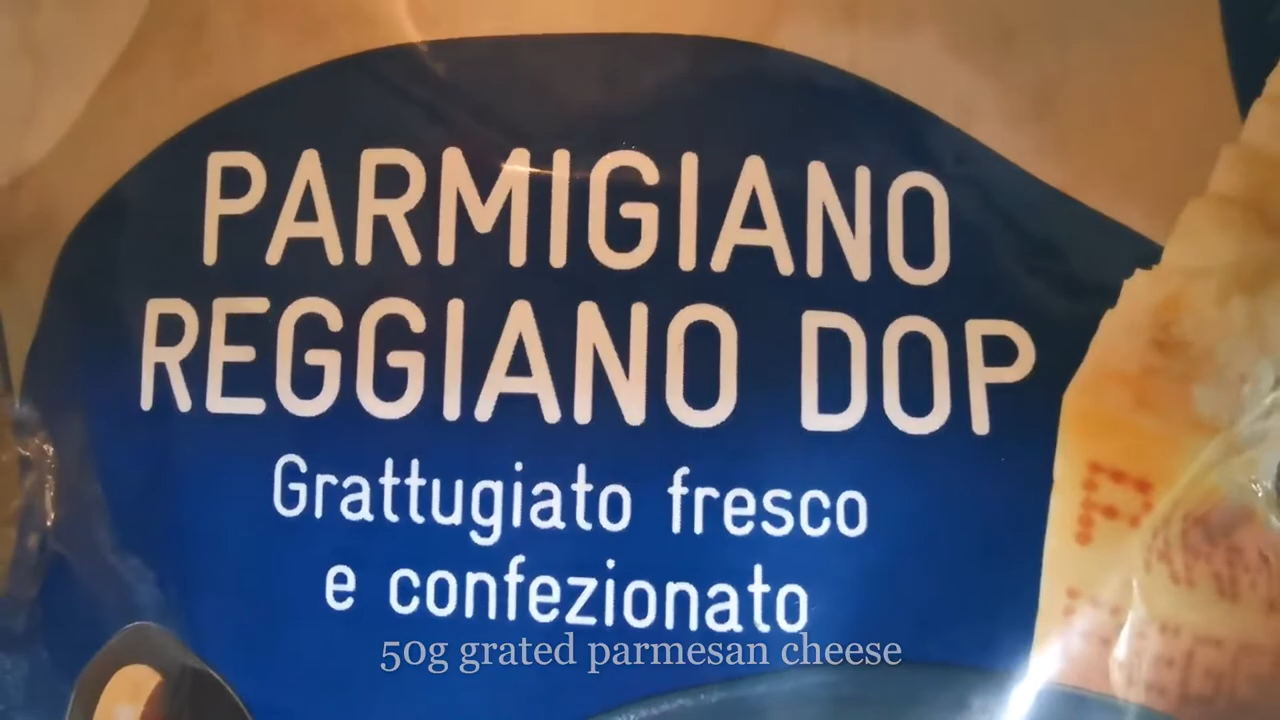 PARMIGIANO
REGGIANO DOP
Grattugiato fresco
e confezionato
50g grated parmesan cheese